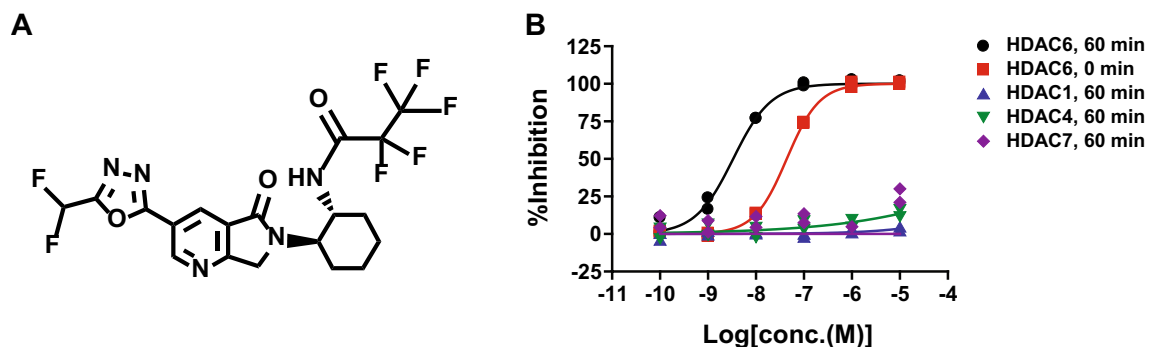 A
F
F
F
F
F
O
HN
N N
O
F
F
O
N
N
B
%Inhibition
125
100
75
50
25
0
-25
-11 -10 -9 -8 -7 -6 -5 -4
Log[conc.(M)]
HDAC6, 60 min
HDAC6, 0 min
HDAC1, 60 min
HDAC4, 60 min
HDAC7, 60 min